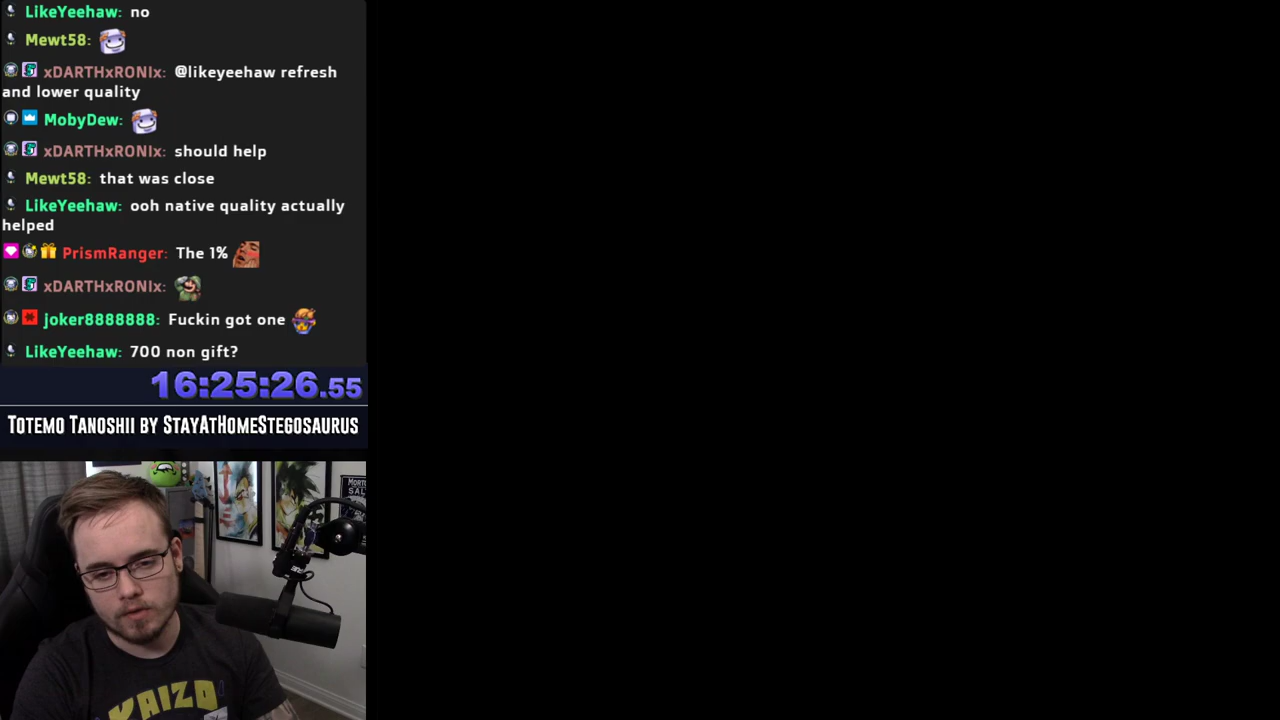 LikeYeehaw: no
Mewt58:
xDARTHxRONIx: @likeyeehaw refresh
and lower quality
MobyDew:
xDARTHxRONIx: should help
Mewt58: that was close
LikeYeehaw: ooh native quality actually
helped
PrismRanger: The 1%
xDARTHxRONIx:
joker8888888: Fuckin got one
LikeYeehaw: 700 non gift?
16:25:26.55
TOTEMO TANOSHII BY STAYATHOMESTEGOSAURUS
KAIZO